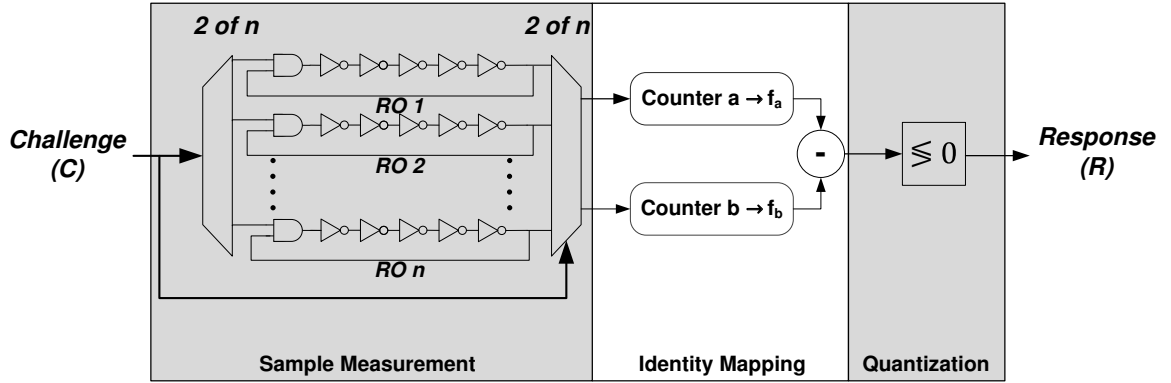 2 of n
2 of n
RO 1
RO 2
RO n
Challenge
(C)
Counter a → fa
Counter b → fb
-
≶ 0
Response
(R)
Sample Measurement
Identity Mapping
Quantization